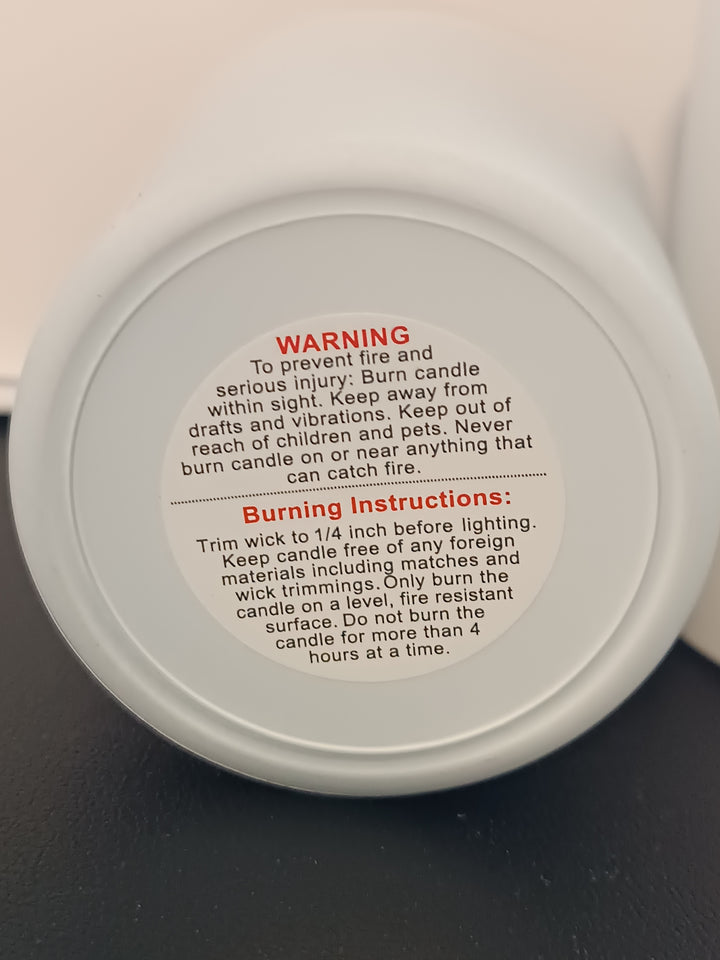 WARNING
To prevent fire and
serious injury: Burn candle
within sight. Keep away from
drafts and vibrations. Keep out of
reach of children and pets. Never
burn candle on or near anything that
can catch fire.
Burning Instructions:
Trim wick to 1/4 inch before lighting.
Keep candle free of any foreign
materials including matches and
wick trimmings. Only burn the
candle on a level, fire resistant
surface. Do not burn the
candle for more than 4
hours at a time.